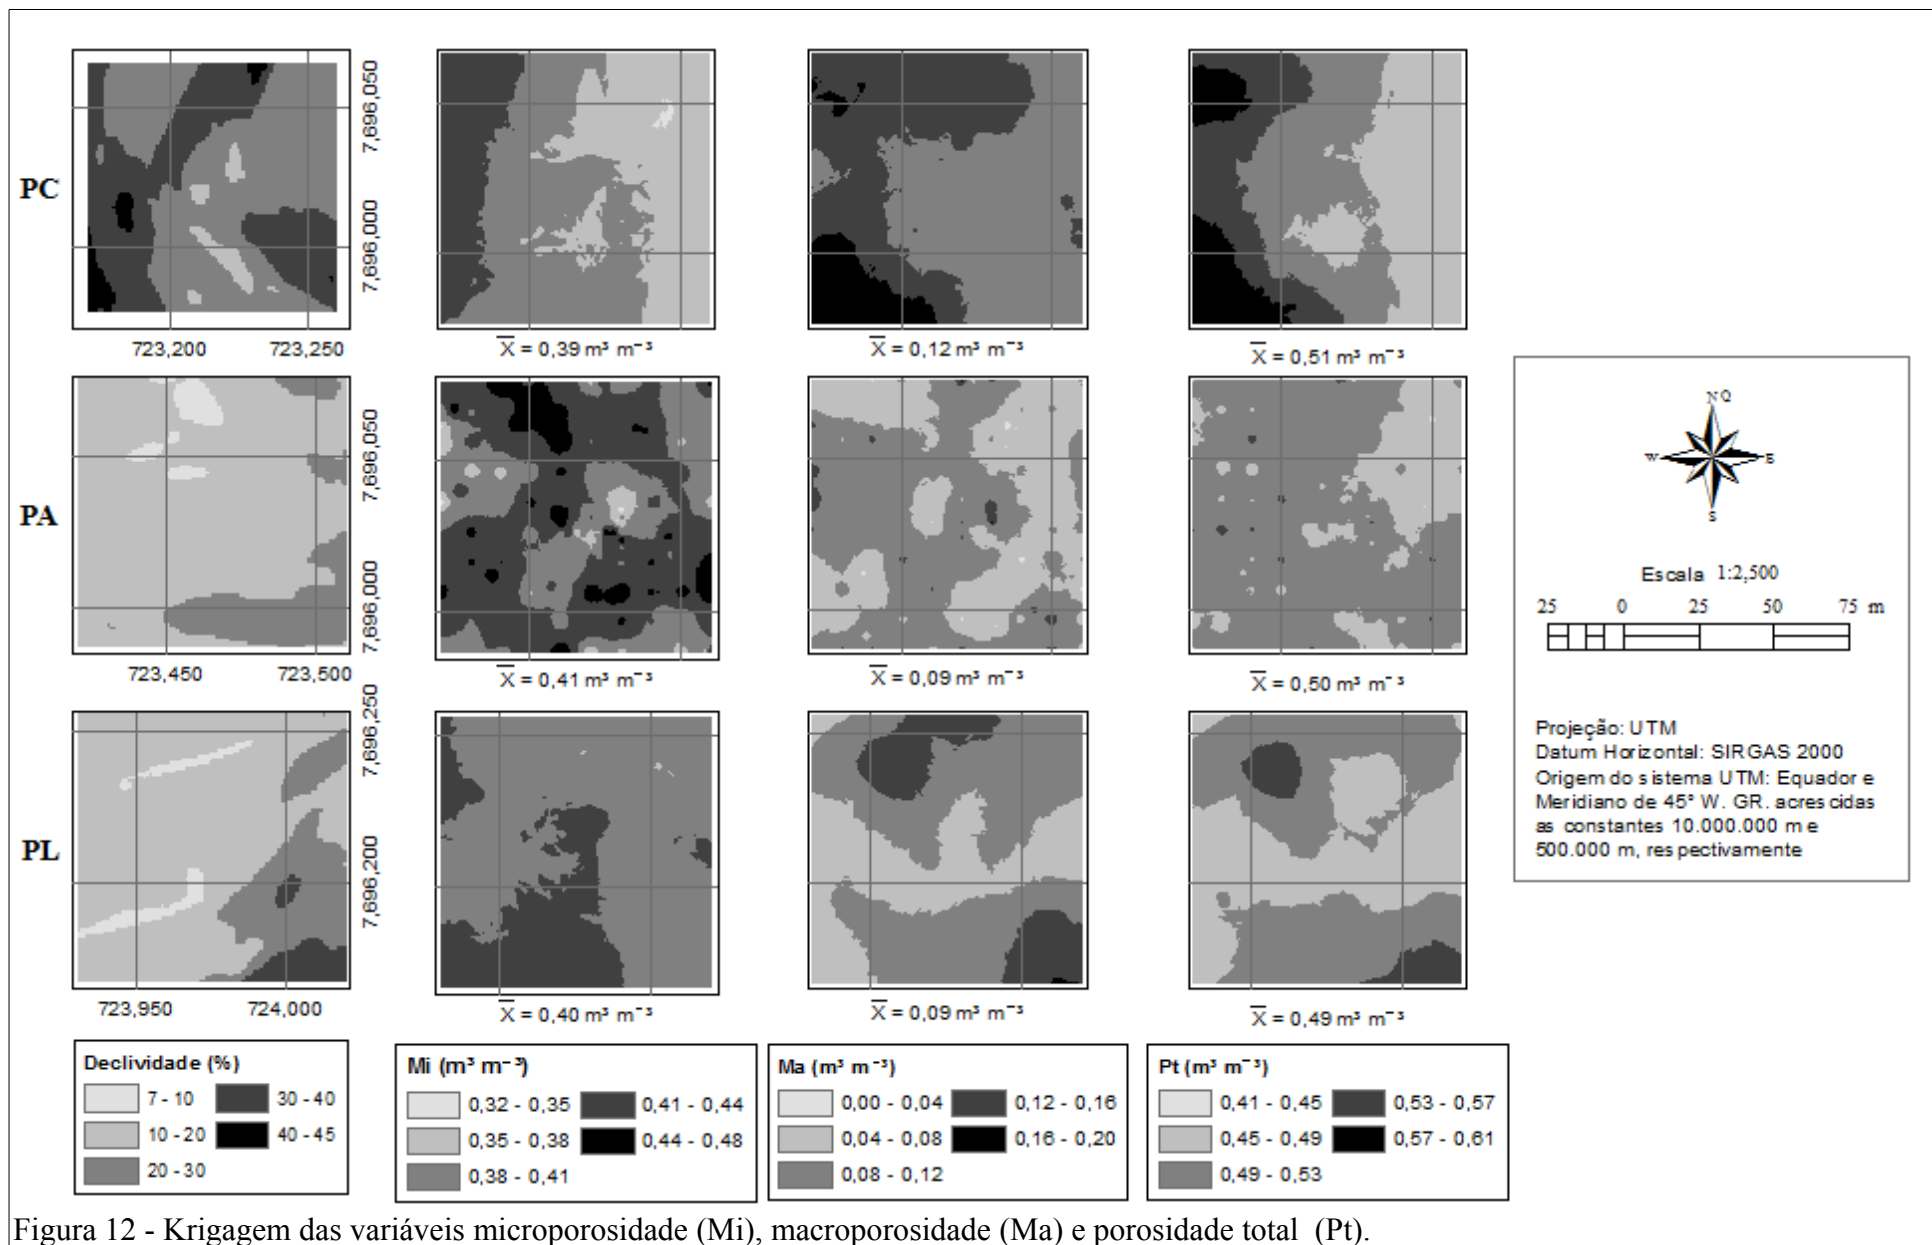 PC
7,696,050
7,696,000
723,200 723,250
X = 0,39 m³ m⁻³
X = 0,12 m³ m⁻³
X = 0,51 m³ m⁻³
PA
7,696,050
7,696,000
723,450 723,500
X = 0,41 m³ m⁻³
X = 0,09 m³ m⁻³
X = 0,50 m³ m⁻³
PL
7,696,250
7,696,200
723,950 724,000
X = 0,40 m³ m⁻³
X = 0,09 m³ m⁻³
X = 0,49 m³ m⁻³
NQ
W E
S
Escala 1:2,500
25 0 25 50 75 m
Projeção: UTM
Datum Horizontal: SIRGAS 2000
Origem do sistema UTM: Equador e
Meridiano de 45° W. GR. acrescidas
as constantes 10.000.000 m e
500.000 m, respectivamente
Declividade (%)
7 - 10 30 - 40
10 - 20 40 - 45
20 - 30
Mi (m³ m⁻³)
0,32 - 0,35 0,41 - 0,44
0,35 - 0,38 0,44 - 0,48
0,38 - 0,41
Ma (m³ m⁻³)
0,00 - 0,04 0,12 - 0,16
0,04 - 0,08 0,16 - 0,20
0,08 - 0,12
Pt (m³ m⁻³)
0,41 - 0,45 0,53 - 0,57
0,45 - 0,49 0,57 - 0,61
0,49 - 0,53
Figura 12 - Krigagem das variáveis microporosidade (Mi), macroporosidade (Ma) e porosidade total (Pt).